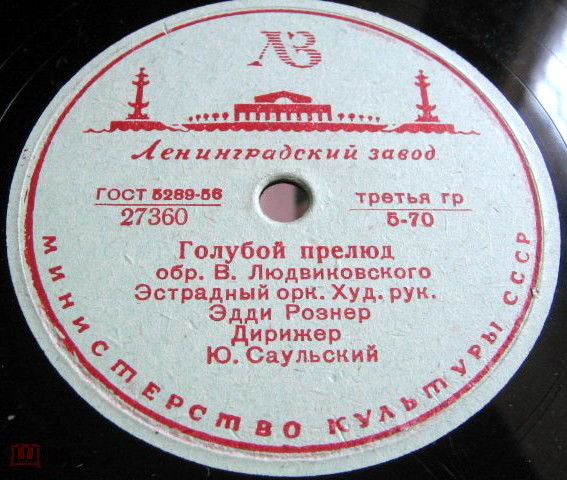 ЛЗ
Ленинградский завод
ГОСТ 5289-56
27360
третья гр
5-70
Голубой прелюд
обр. В. Людвиковского
Эстрадный орк. Худ. рук.
Эдди Рознер
Дирижер
Ю. Саульский
МИНИСТЕРСТВО КУЛЬТУРЫ СССР